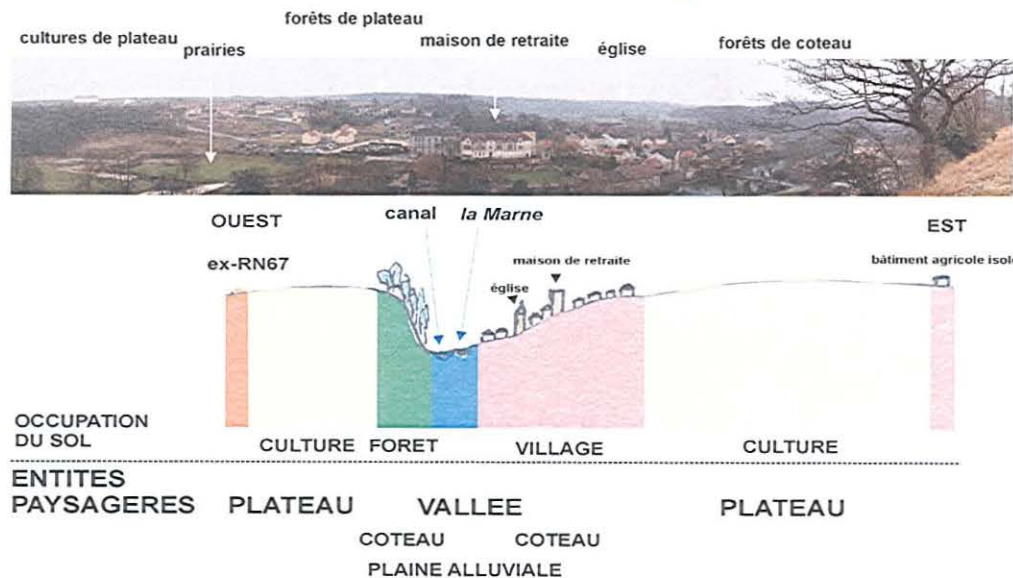 forêts de plateau
cultures de plateau
maison de retraite
église
forêts de coteau
prairies
OUEST
canal
la Marne
EST
ex-RN67
maison de retraite
bâtiment agricole isol
église
OCCUPATION
DU SOL
CULTURE FORET VILLAGE CULTURE
ENTITES
PAYSAGERES PLATEAU VALLEE PLATEAU
COTEAU COTEAU
PLAINE ALLUVIALE